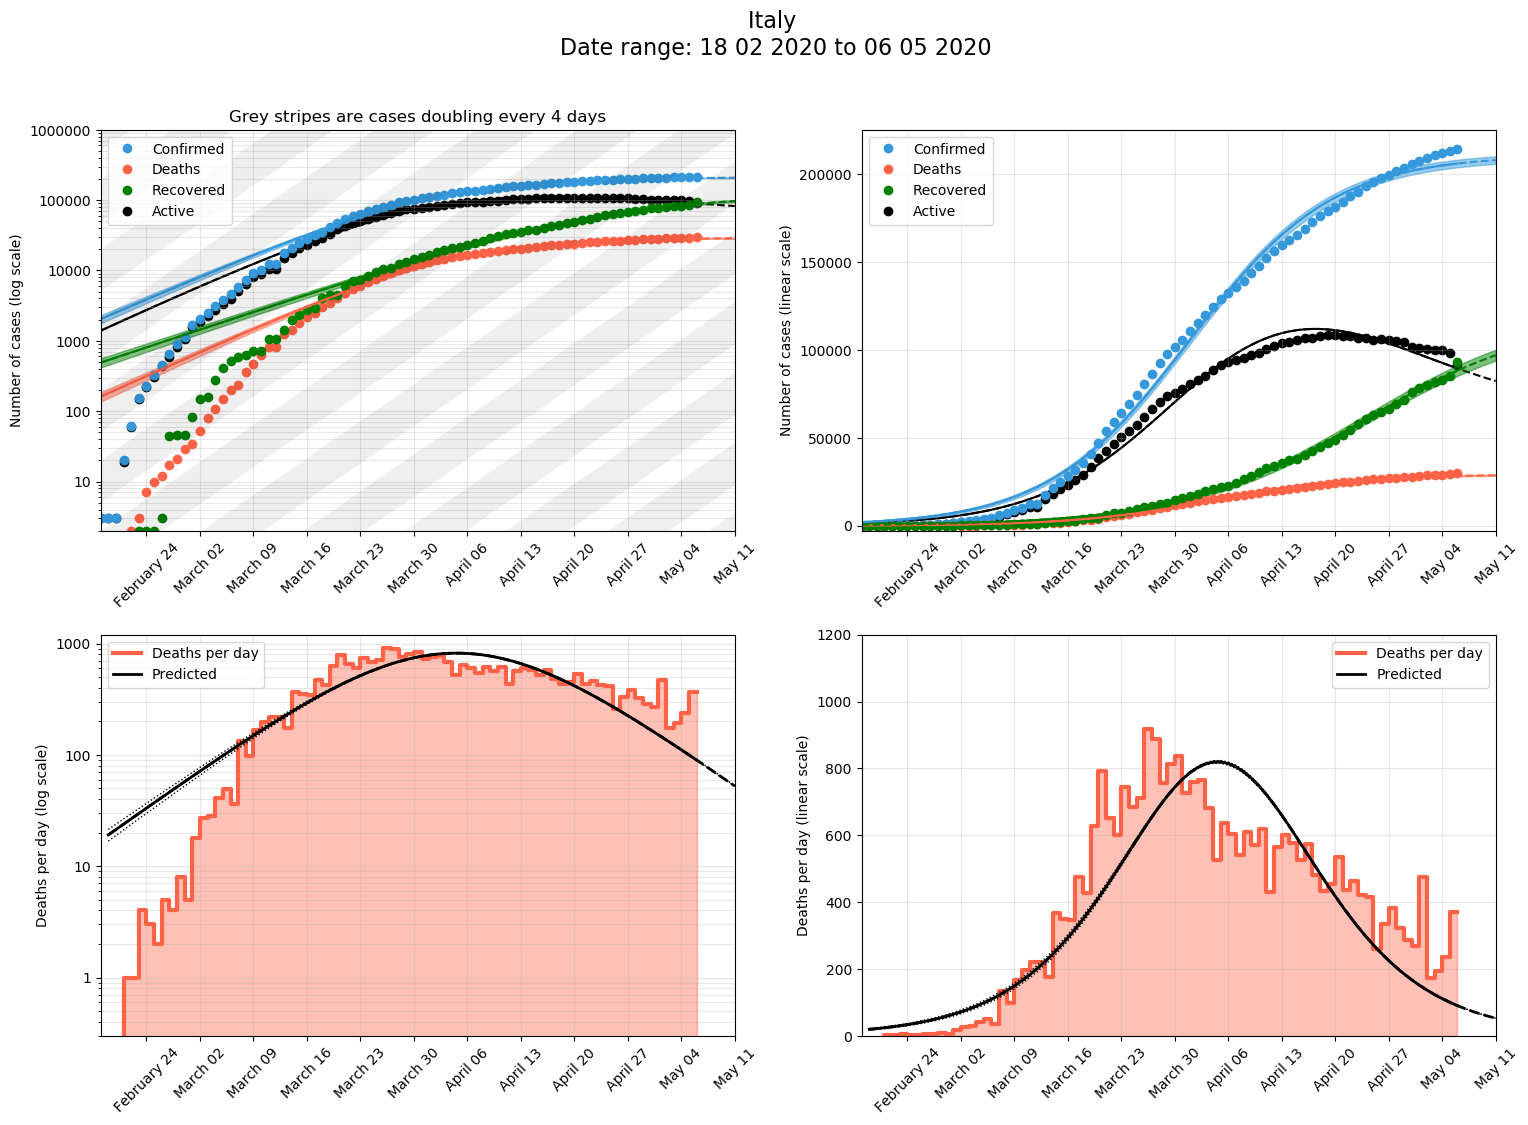 Italy
Date range: 18 02 2020 to 06 05 2020
Grey stripes are cases doubling every 4 days
Number of cases (log scale)
1000000
100000
10000
1000
100
10
Confirmed
Deaths
Recovered
Active
February 24
March 02
March 09
March 16
March 23
March 30
April 06
April 13
April 20
April 27
May 04
May 11
Number of cases (linear scale)
200000
150000
100000
50000
0
Confirmed
Deaths
Recovered
Active
February 24
March 02
March 09
March 16
March 23
March 30
April 06
April 13
April 20
April 27
May 04
May 11
Deaths per day (log scale)
1000
100
10
1
Deaths per day
Predicted
February 24
March 02
March 09
March 16
March 23
March 30
April 06
April 13
April 20
April 27
May 04
May 11
Deaths per day (linear scale)
1200
1000
800
600
400
200
0
Deaths per day
Predicted
February 24
March 02
March 09
March 16
March 23
March 30
April 06
April 13
April 20
April 27
May 04
May 11